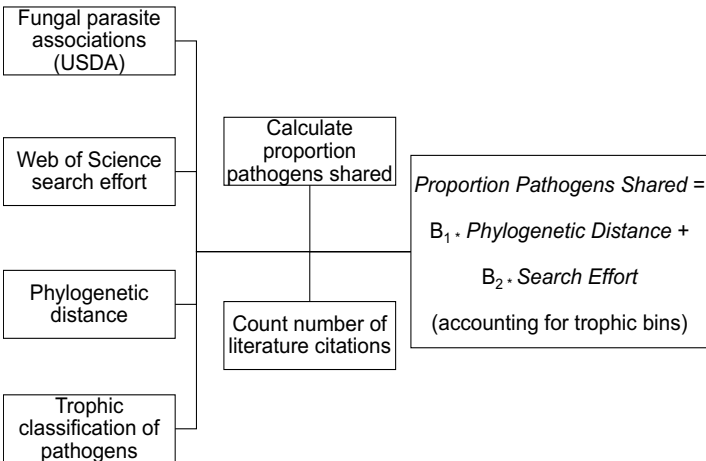 Fungal parasite
associations
(USDA)
Web of Science
search effort
Phylogenetic
distance
Trophic
classification of
pathogens
Calculate
proportion
pathogens shared
Count number of
literature citations
Proportion Pathogens Shared =
B₁ * Phylogenetic Distance +
B₂ * Search Effort
(accounting for trophic bins)